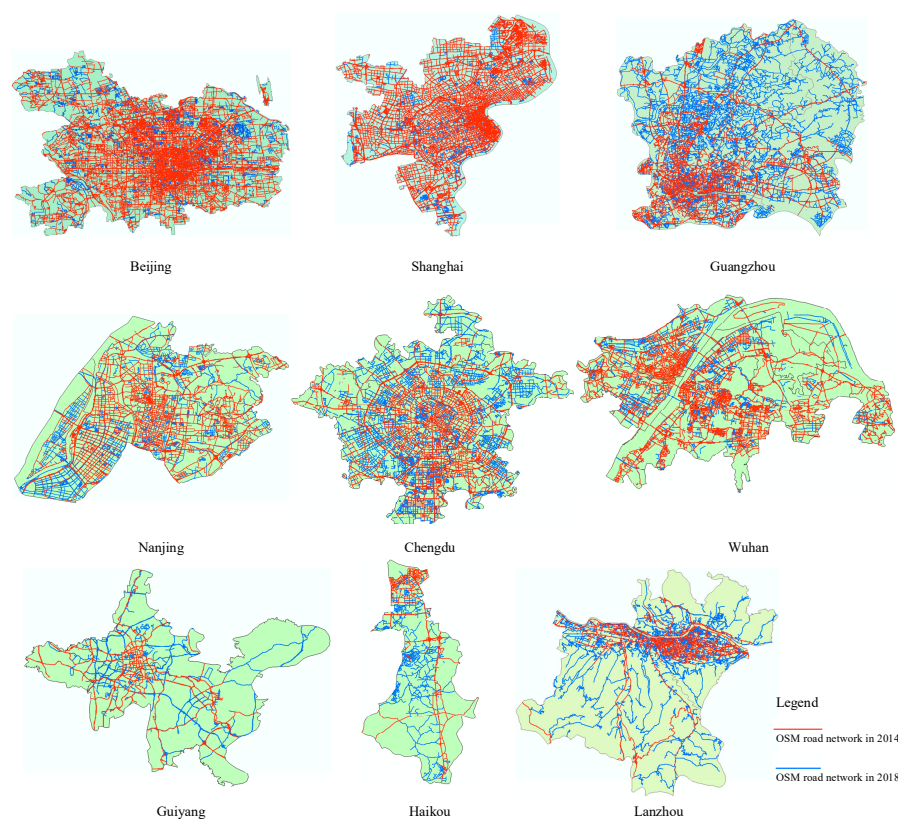 Beijing
Shanghai
Guangzhou
Nanjing
Chengdu
Wuhan
Legend
OSM road network in 2014
OSM road network in 2018
Guiyang
Haikou
Lanzhou